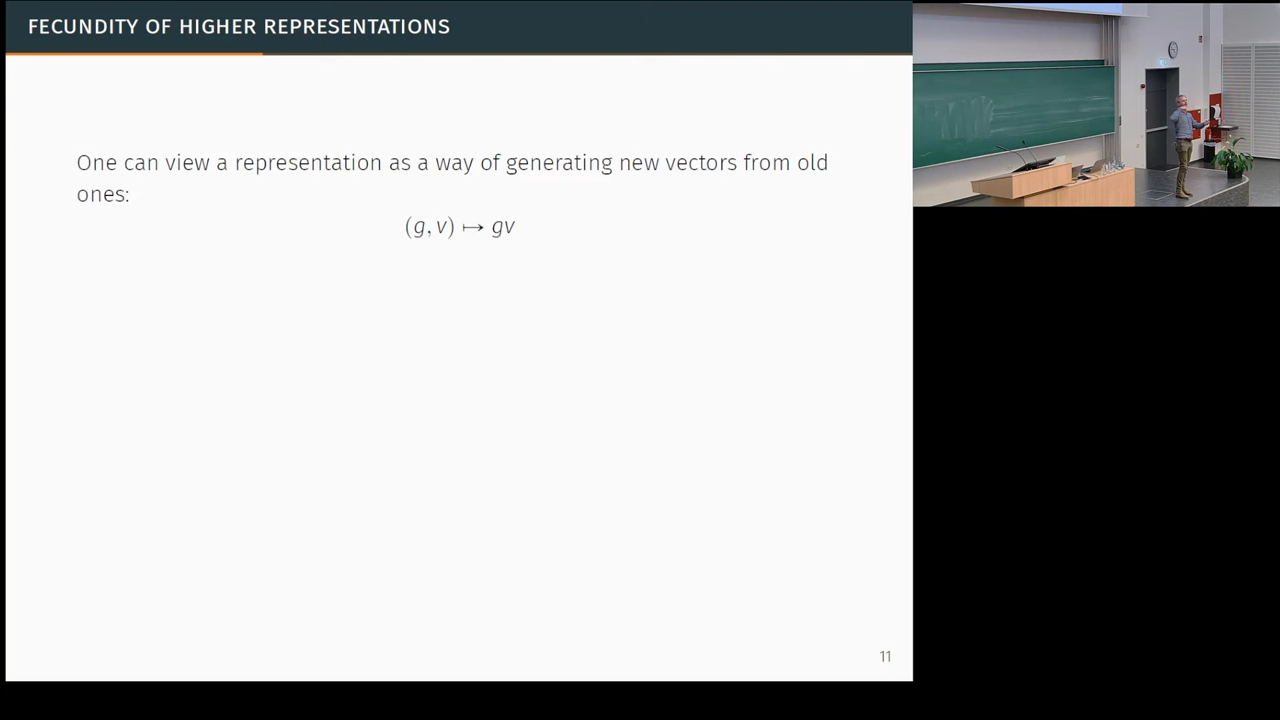 FECUNDITY OF HIGHER REPRESENTATIONS
One can view a representation as a way of generating new vectors from old
ones:
(g, v) ↦ gv
11